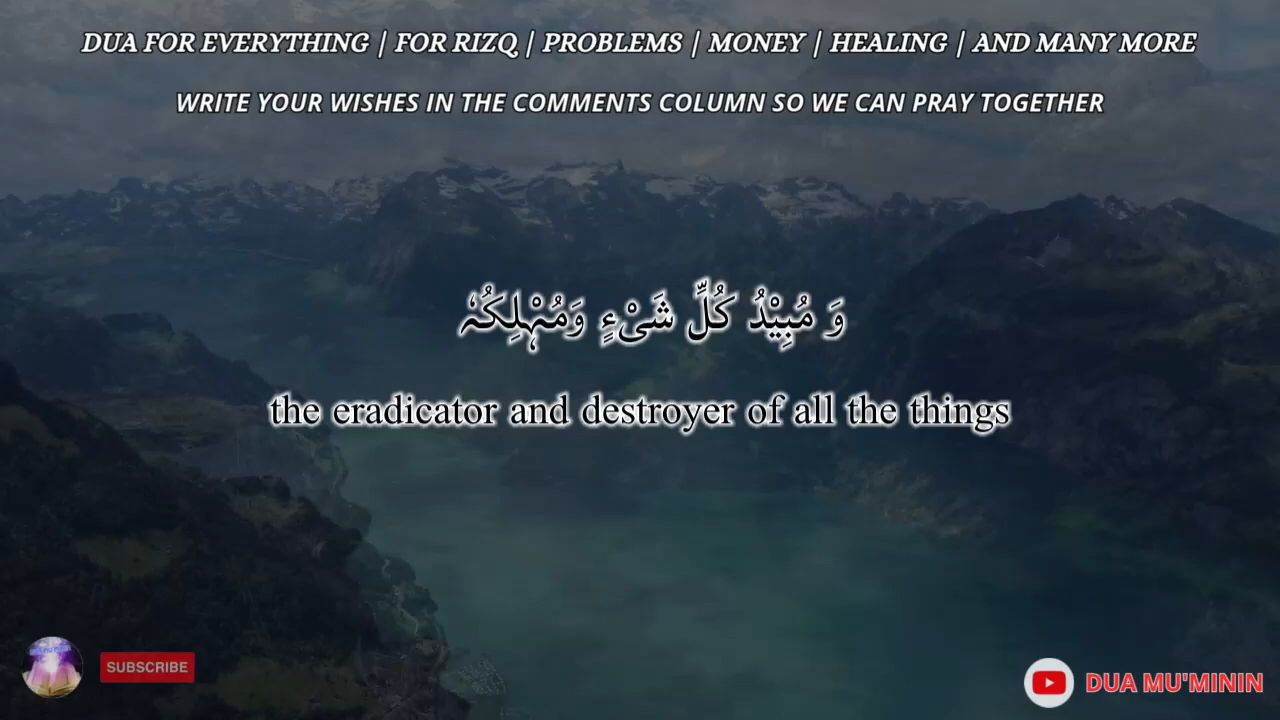 DUA FOR EVERYTHING | FOR RIZQ | PROBLEMS | MONEY | HEALING | AND MANY MORE
WRITE YOUR WISHES IN THE COMMENTS COLUMN SO WE CAN PRAY TOGETHER
وَ مُبِيْدُ كُلِّ شَیْءٍ وَمُہْلِكُہٗ
the eradicator and destroyer of all the things
SUBSCRIBE
DUA MU'MININ